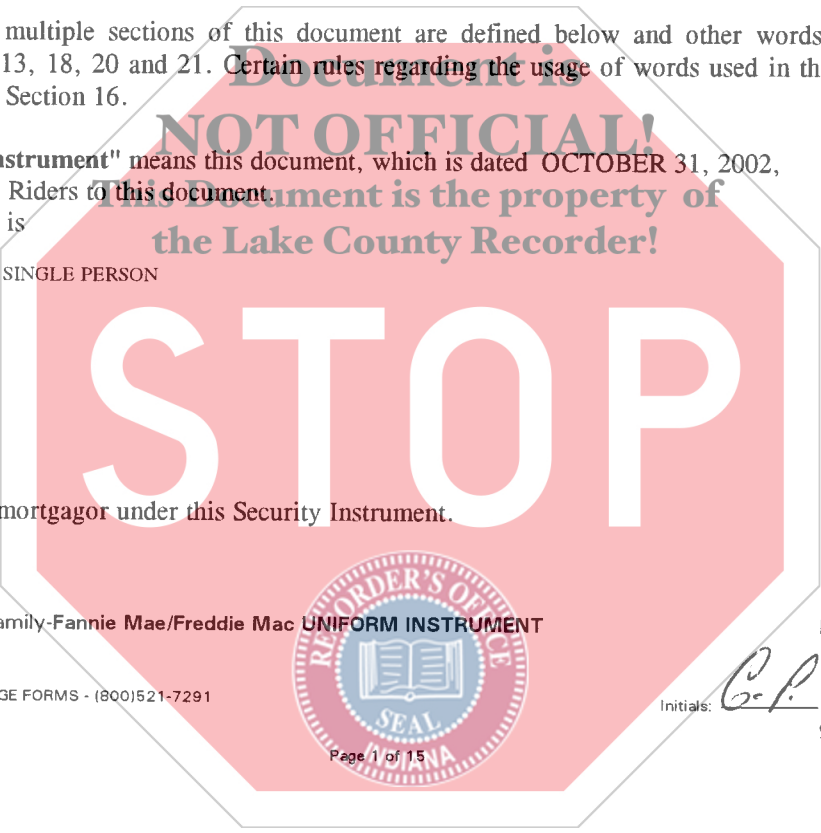 multiple sections of this document are defined below and other words
Document is
13, 18, 20 and 21. Certain rules regarding the usage of words used in th
Section 16.
NOT OFFICIAL!
nstrument" means this document, which is dated OCTOBER 31, 2002,
Riders to this document.
This Document is the property of
is
the Lake County Recorder!
SINGLE PERSON
STOP
mortgagor under this Security Instrument.
RECORDER'S OFFICE
amily-Fannie Mae/Freddie Mac UNIFORM INSTRUMENT
GE FORMS - (800)521-7291
Initials: G.P.
SEAL
INDIANA
Page 1 of 15